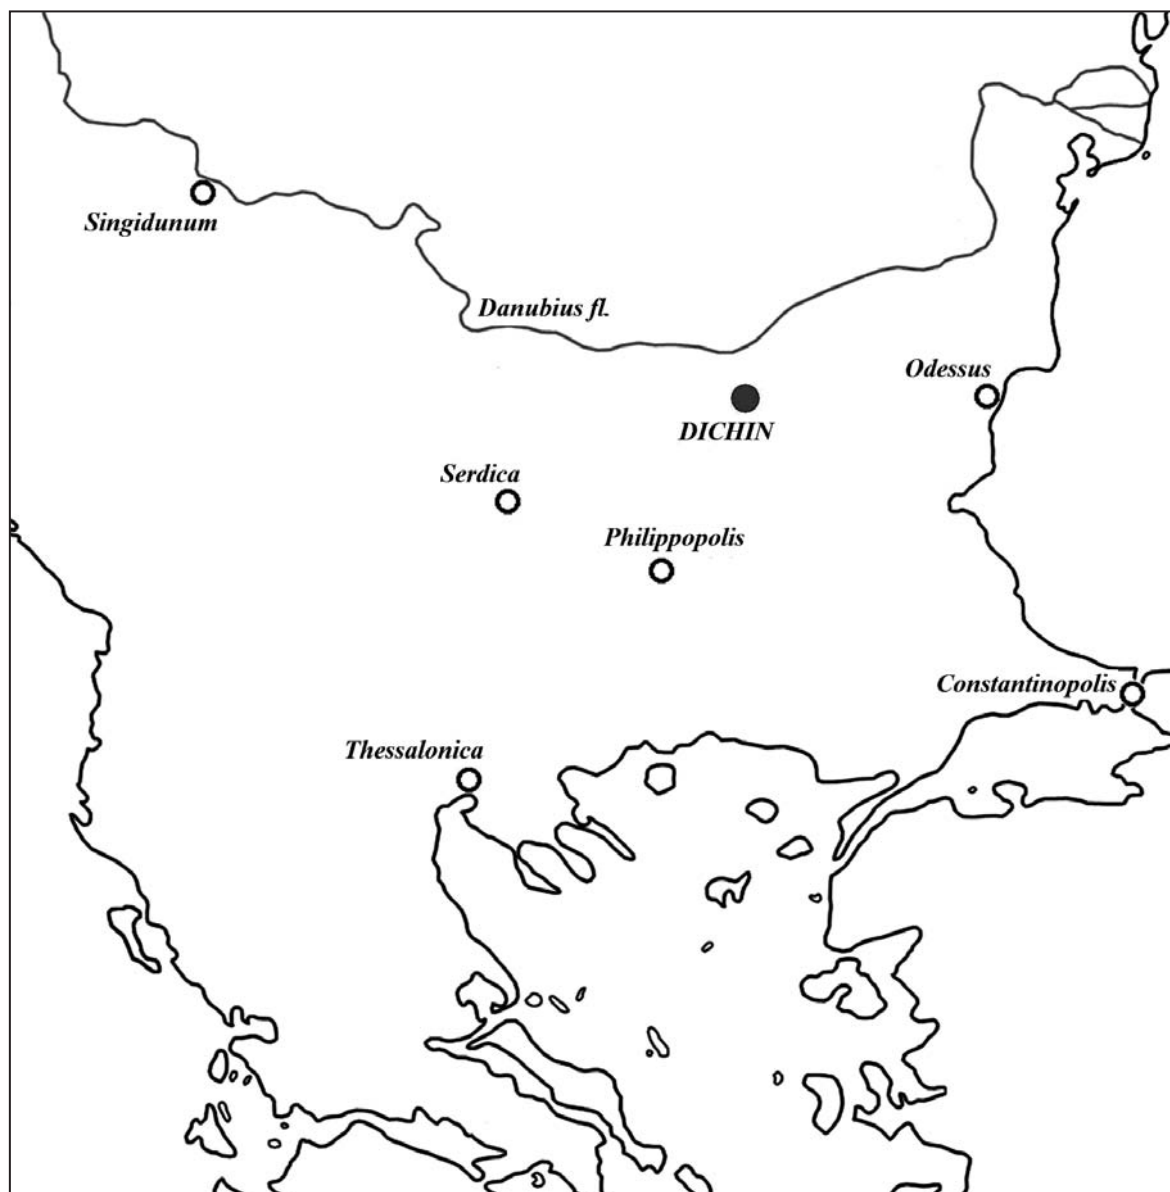 Singidunum
Danubius fl.
Odessus
DICHIN
Serdica
Philippopolis
Constantinopolis
Thessalonica